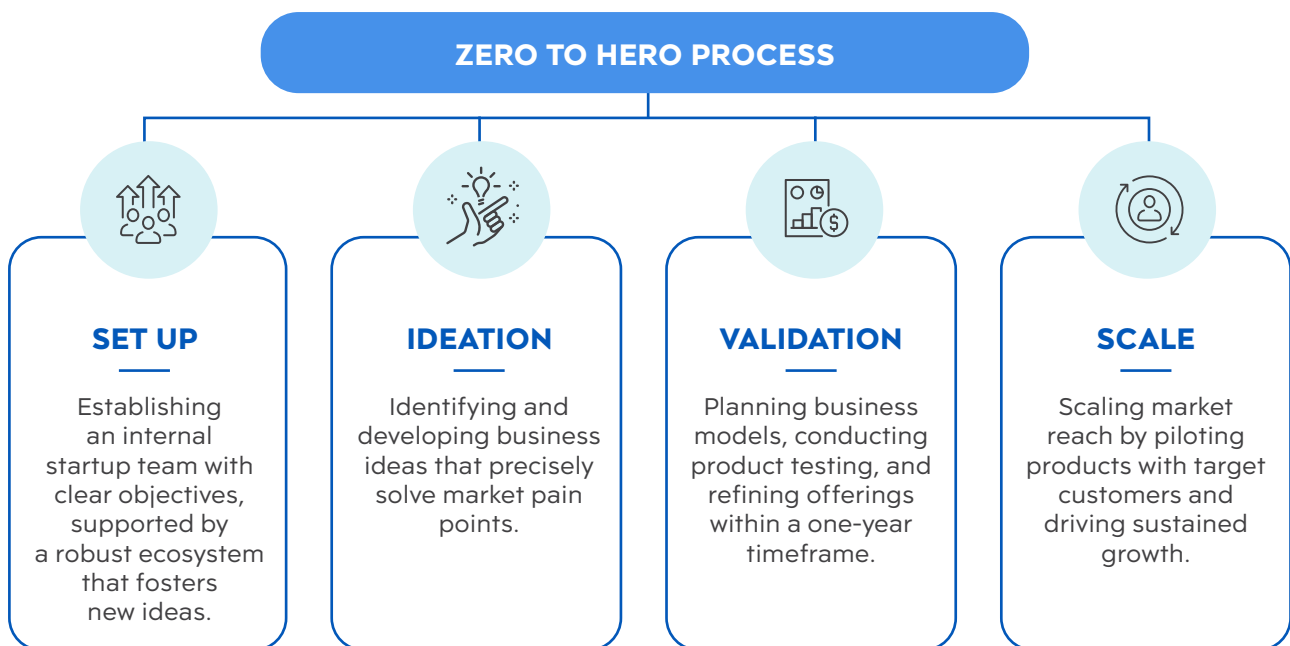 ZERO TO HERO PROCESS
SET UP
Establishing
an internal
startup team with
clear objectives,
supported by
a robust ecosystem
that fosters
new ideas.
IDEATION
Identifying and
developing business
ideas that precisely
solve market pain
points.
VALIDATION
Planning business
models, conducting
product testing, and
refining offerings
within a one-year
timeframe.
SCALE
Scaling market
reach by piloting
products with target
customers and
driving sustained
growth.